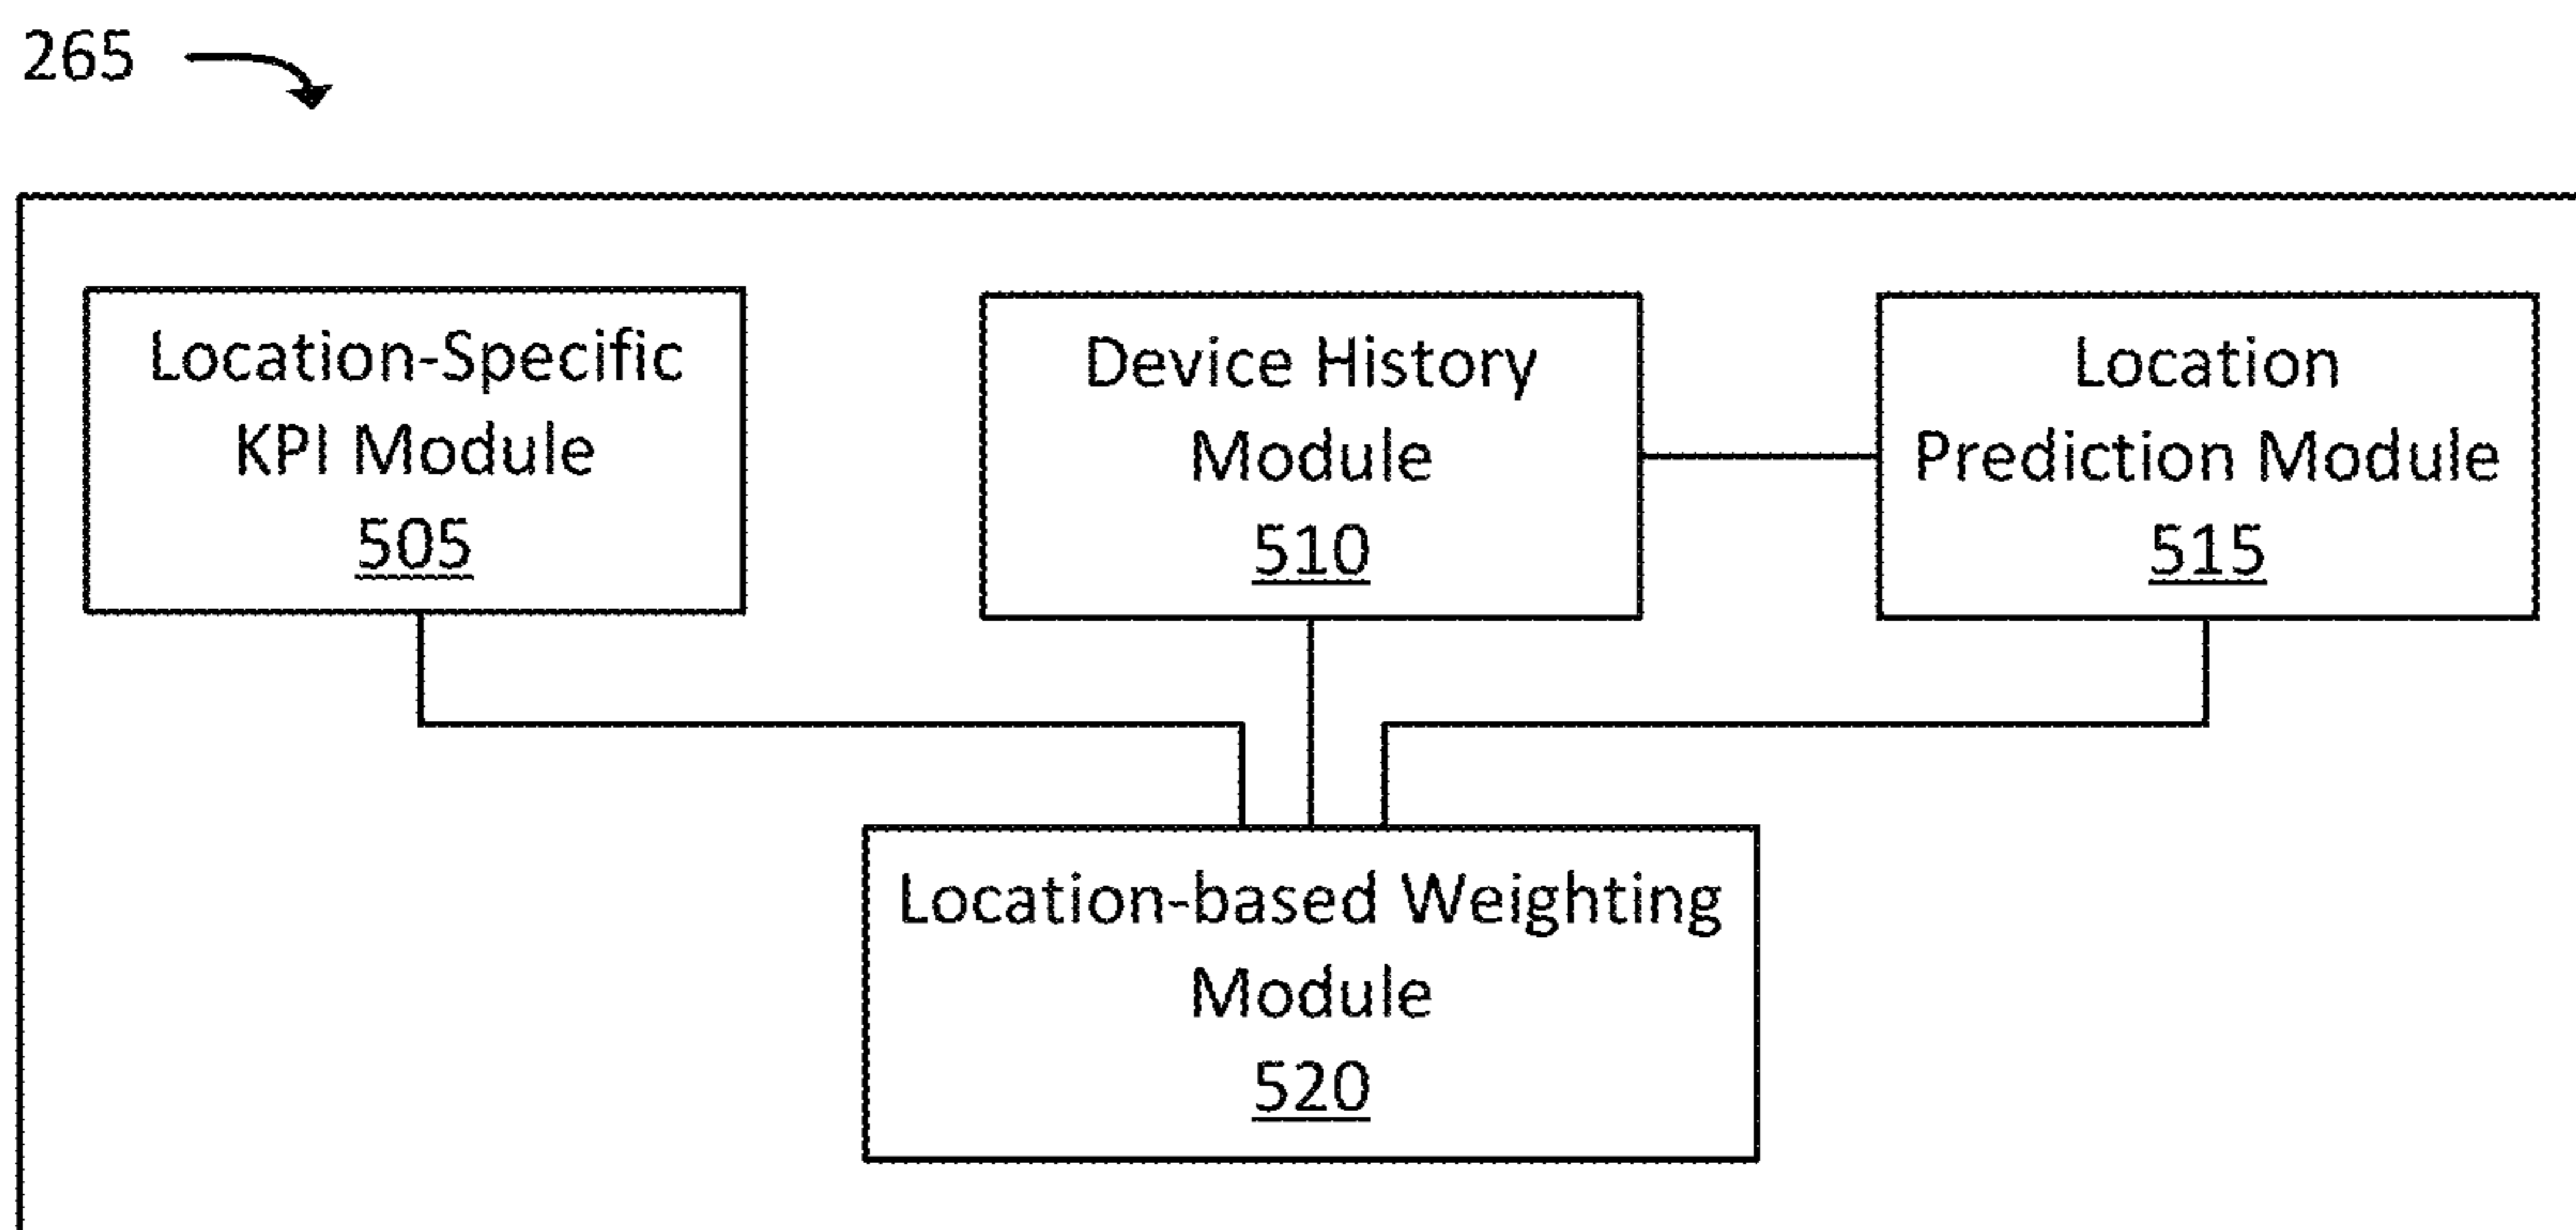 265
Location-Specific
KPI Module
505
Device History
Module
510
Location
Prediction Module
515
Location-based Weighting
Module
520